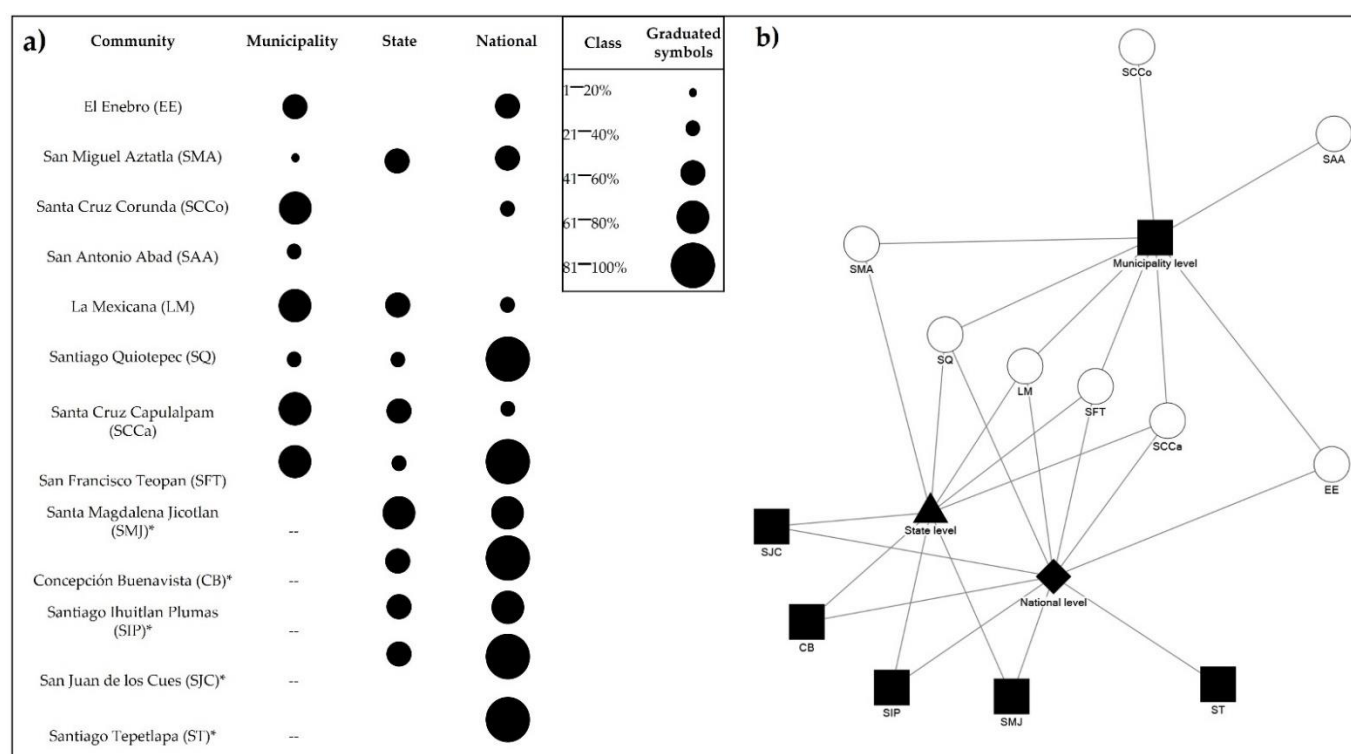 a)
Community Municipality State National
El Enebro (EE)
San Miguel Aztatla (SMA)
Santa Cruz Corunda (SCCo)
San Antonio Abad (SAA)
La Mexicana (LM)
Santiago Quiotepec (SQ)
Santa Cruz Capulalpam
(SCCa)
San Francisco Teopan (SFT)
Santa Magdalena Jicotlan
(SMJ)* --
Concepción Buenavista (CB)* --
Santiago Ihuitlan Plumas
(SIP)* --
San Juan de los Cues (SJC)* --
Santiago Tepetlapa (ST)* --
Class Graduated
symbols
1—20%
21—40%
41—60%
61—80%
81—100%
b)
SCCo
SAA
Municipality level
SMA
SQ
LM
SFT
SCCa
EE
State level
SJC
National level
CB
SIP
SMJ
ST